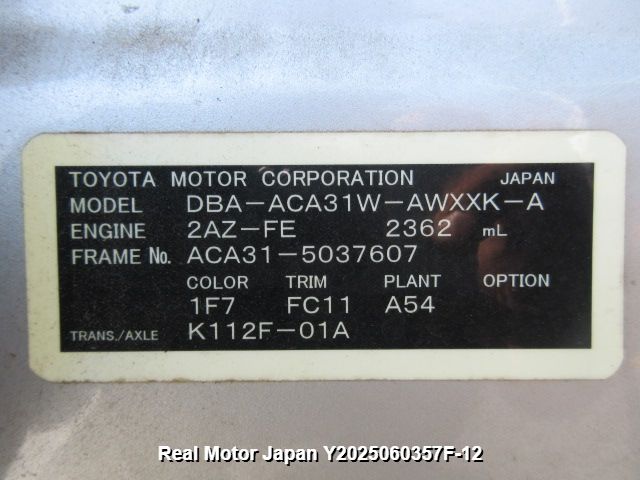 TOYOTA MOTOR CORPORATION JAPAN
MODEL DBA-ACA31W-AWXXK-A
ENGINE 2AZ-FE 2362 mL
FRAME No. ACA31-5037607
COLOR TRIM PLANT OPTION
1F7 FC11 A54
TRANS./AXLE K112F-01A
Real Motor Japan Y2025060357F-12